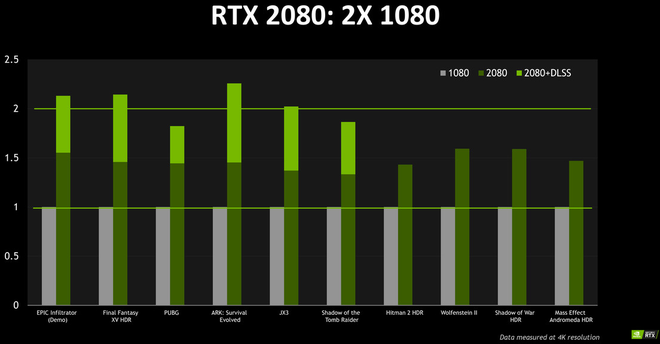 RTX 2080: 2X 1080
2.5
2
1.5
1
0.5
0
1080 2080 2080+DLSS
EPIC Infiltrator
(Demo)
Final Fantasy
XV HDR
PUBG
ARK: Survival
Evolved
JX3
Shadow of the
Tomb Raider
Hitman 2 HDR
Wolfenstein II
Shadow of War
HDR
Mass Effect
Andromeda HDR
Data measured at 4K resolution
RTX